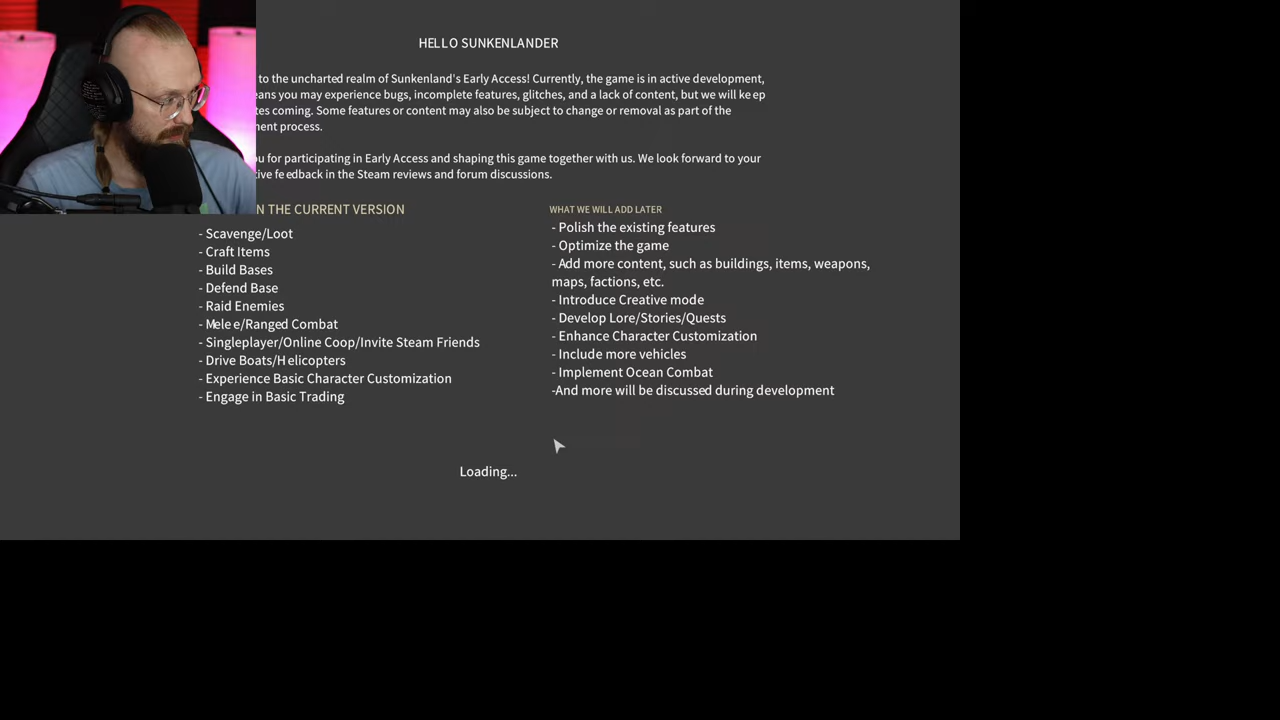 HELLO SUNKENLANDER
to the uncharted realm of Sunkenland's Early Access! Currently, the game is in active development,
may experience bugs, incomplete features, glitches, and a lack of content, but we will keep
coming. Some features or content may also be subject to change or removal as part of the
process.
for participating in Early Access and shaping this game together with us. We look forward to your
feedback in the Steam reviews and forum discussions.
THE CURRENT VERSION
- Scavenge/Loot
- Craft Items
- Build Bases
- Defend Base
- Raid Enemies
- Melee/Ranged Combat
- Singleplayer/Online Coop/Invite Steam Friends
- Drive Boats/Helicopters
- Experience Basic Character Customization
- Engage in Basic Trading
WHAT WE WILL ADD LATER
- Polish the existing features
- Optimize the game
- Add more content, such as buildings, items, weapons,
maps, factions, etc.
- Introduce Creative mode
- Develop Lore/Stories/Quests
- Enhance Character Customization
- Include more vehicles
- Implement Ocean Combat
-And more will be discussed during development
Loading...